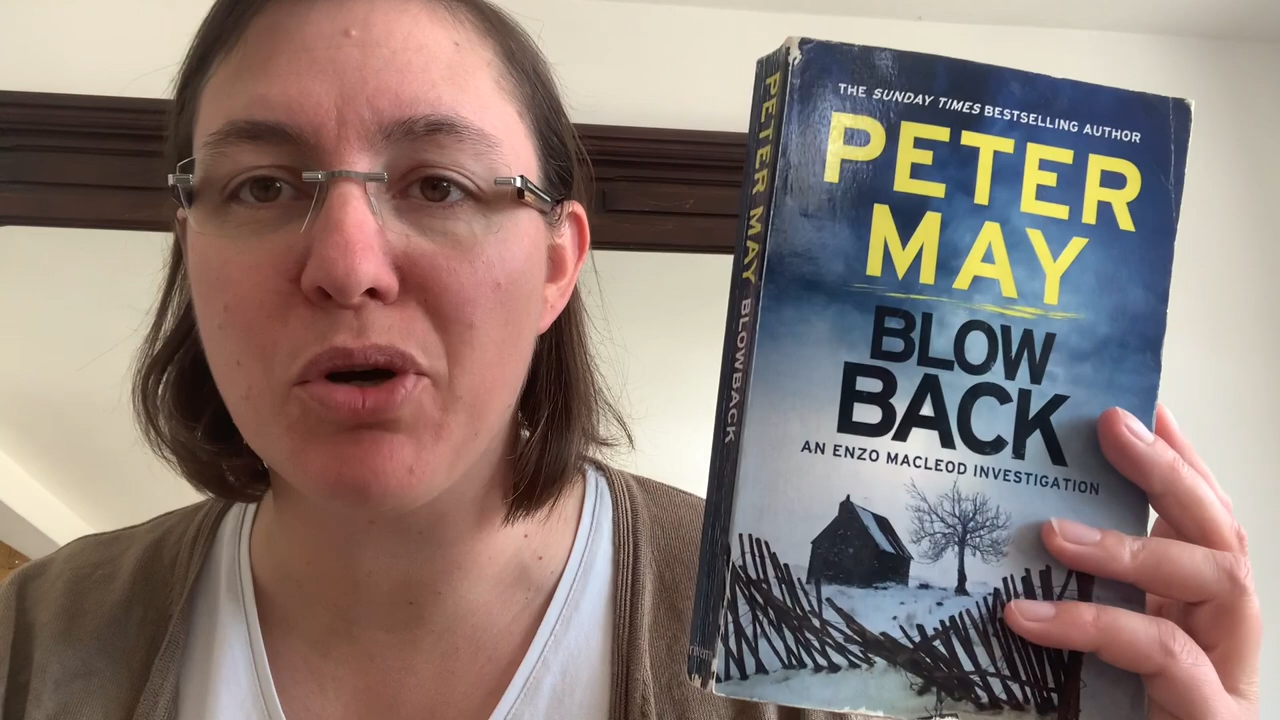 THE SUNDAY TIMES BESTSELLING AUTHOR
PETER
MAY
BLOW
BACK
AN ENZO MACLEOD INVESTIGATION
PETER MAY BLOWBACK